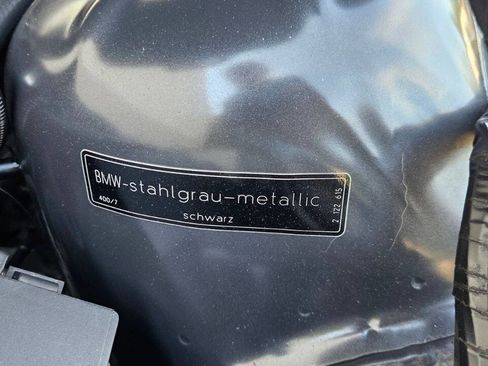 BMW-stahlgrau-metallic
400/7
schwarz
2 122 615